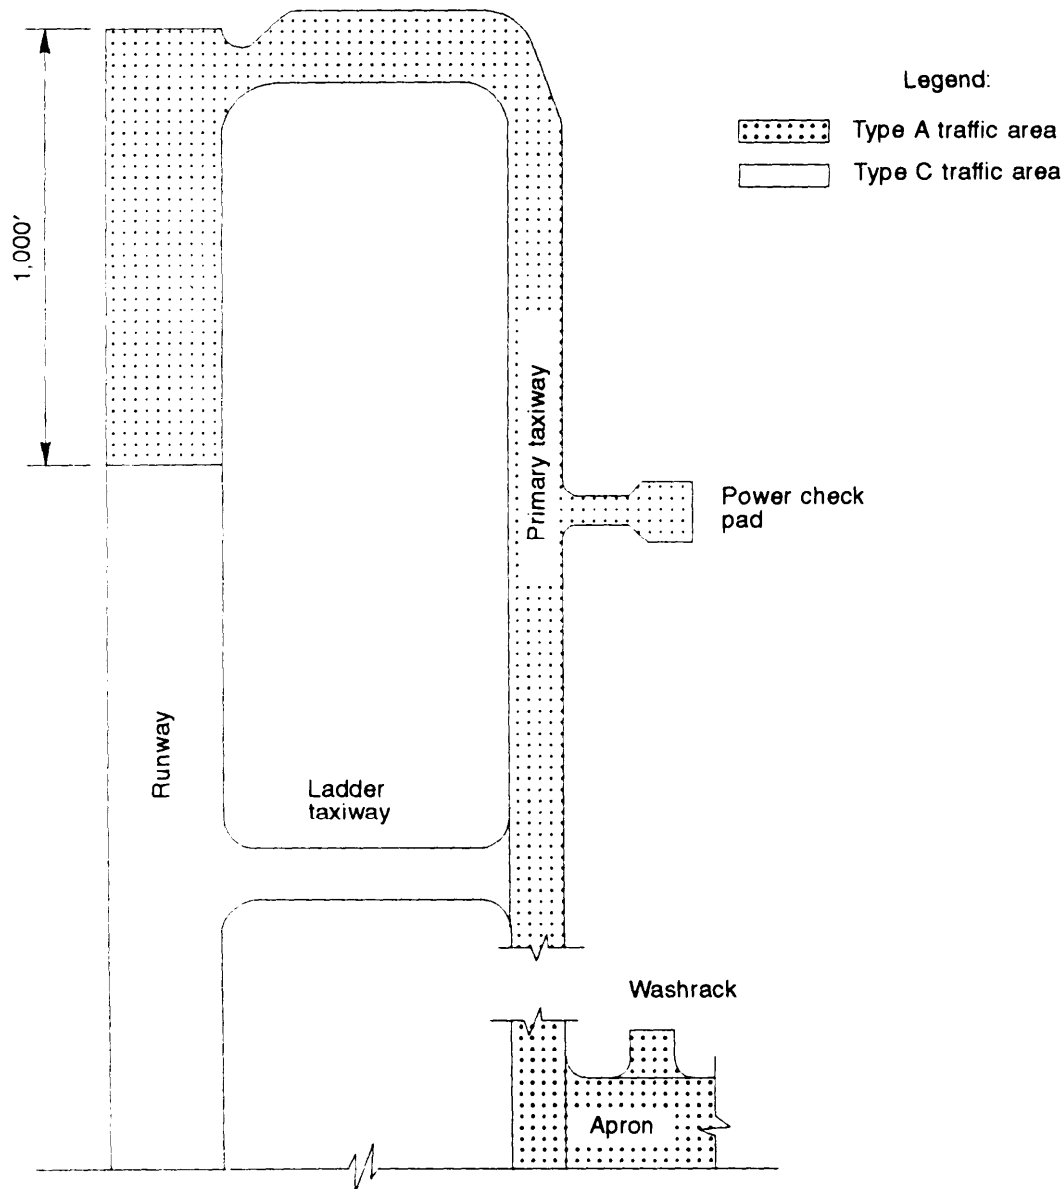 Legend:
Type A traffic area
Type C traffic area
1,000'
Primary taxiway
Power check
pad
Runway
Ladder
taxiway
Washrack
Apron